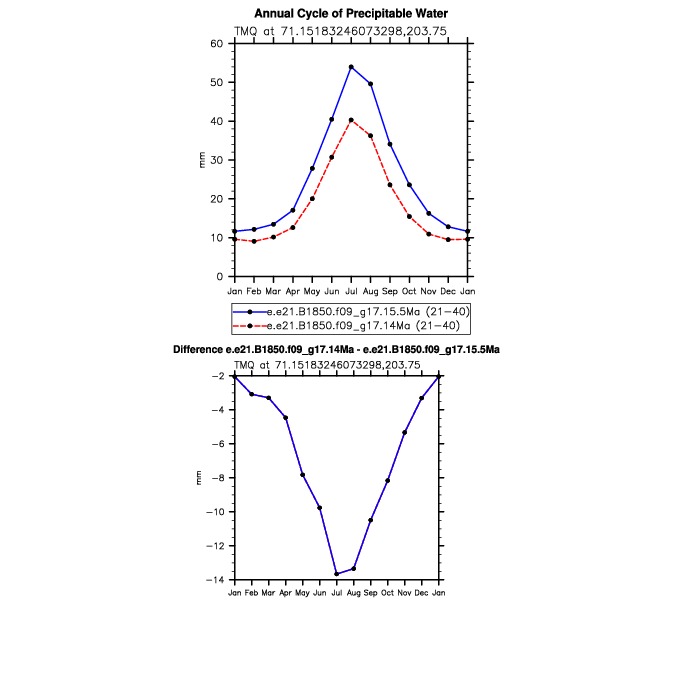 Annual Cycle of Precipitable Water
TMQ at 71.15183246073298,203.75
60
50
40
30
20
10
0
mm
Jan Feb Mar Apr May Jun Jul Aug Sep Oct Nov Dec Jan
e.e21.B1850.f09_g17.15.5Ma (21-40)
e.e21.B1850.f09_g17.14Ma (21-40)
Difference e.e21.B1850.f09_g17.14Ma - e.e21.B1850.f09_g17.15.5Ma
TMQ at 71.15183246073298,203.75
-2
-4
-6
-8
-10
-12
-14
mm
Jan Feb Mar Apr May Jun Jul Aug Sep Oct Nov Dec Jan